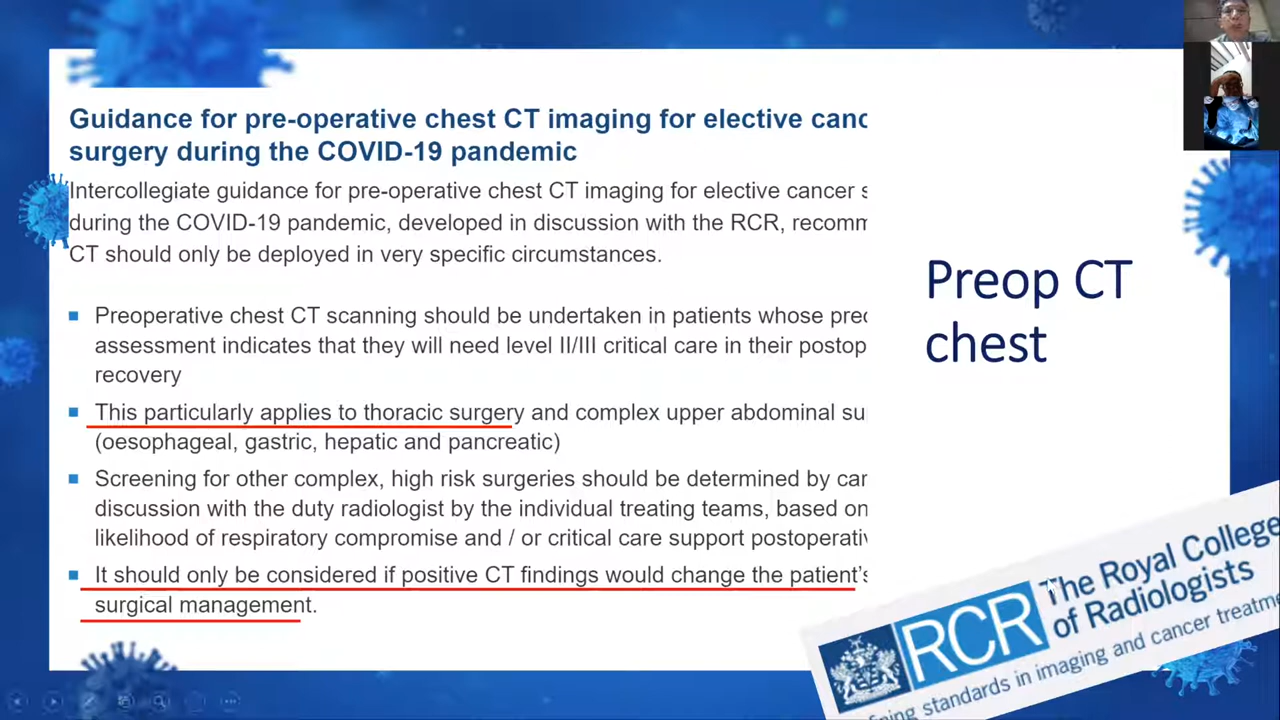 Guidance for pre-operative chest CT imaging for elective canc
surgery during the COVID-19 pandemic
Intercollegiate guidance for pre-operative chest CT imaging for elective cancer s
during the COVID-19 pandemic, developed in discussion with the RCR, recomm
CT should only be deployed in very specific circumstances.
Preoperative chest CT scanning should be undertaken in patients whose prec
assessment indicates that they will need level II/III critical care in their postop
recovery
This particularly applies to thoracic surgery and complex upper abdominal su
(oesophageal, gastric, hepatic and pancreatic)
Screening for other complex, high risk surgeries should be determined by car
discussion with the duty radiologist by the individual treating teams, based on
likelihood of respiratory compromise and / or critical care support postoperativ
It should only be considered if positive CT findings would change the patient's
surgical management.
Preop CT
chest
RCR
The Royal College
of Radiologists
standards in imaging and cancer treatme